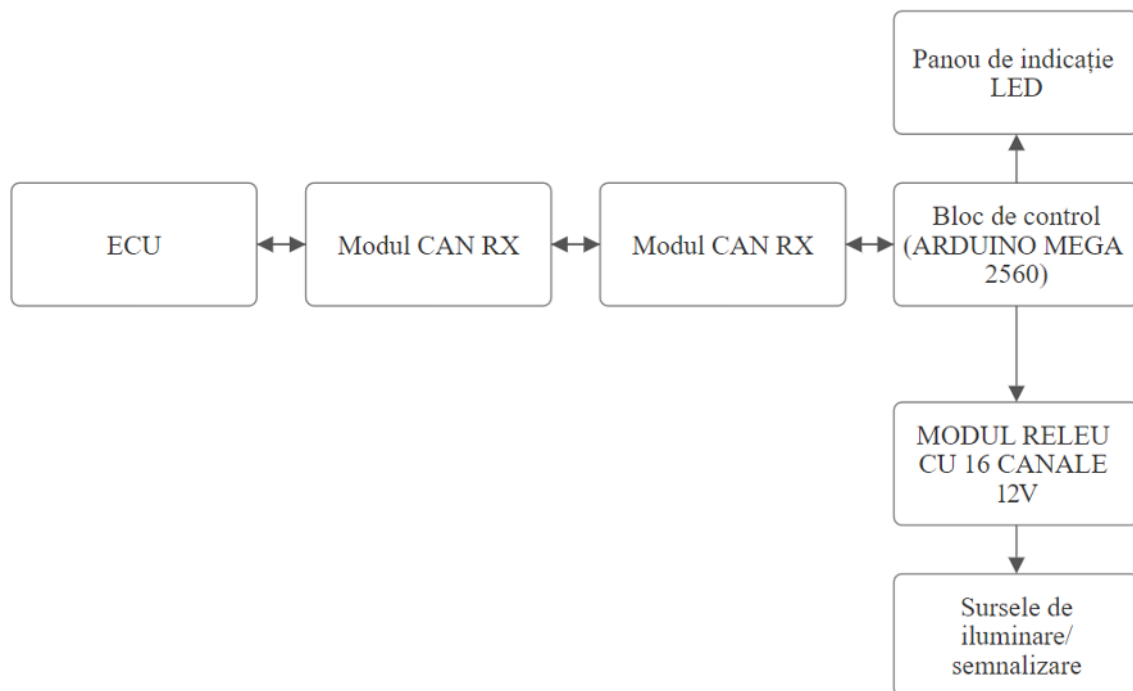 Panou de indicație
LED
ECU
Modul CAN RX
Modul CAN RX
Bloc de control
(ARDUINO MEGA
2560)
MODUL RELEU
CU 16 CANALE
12V
Sursele de
iluminare/
semnalizare